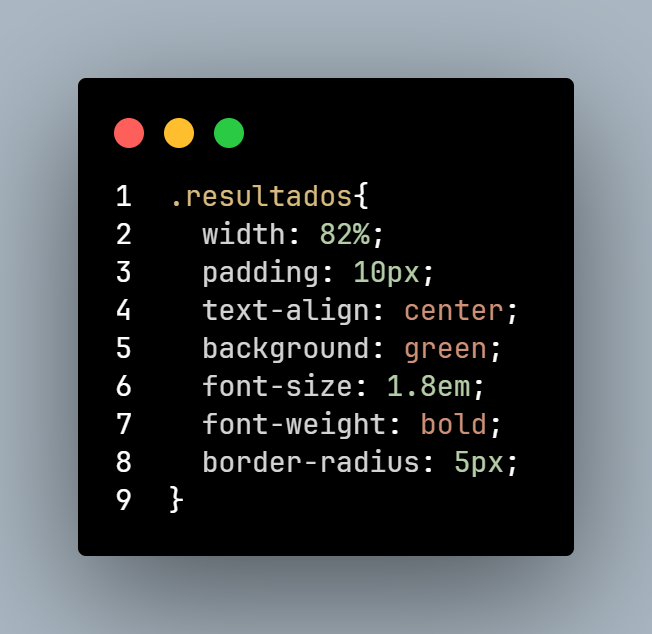 1 .resultados{
2 width: 82%;
3 padding: 10px;
4 text-align: center;
5 background: green;
6 font-size: 1.8em;
7 font-weight: bold;
8 border-radius: 5px;
9 }